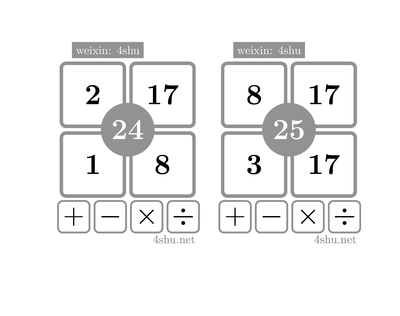 weixin: 4shu
2 17
24
1 8
+ − × ÷
4shu.net
weixin: 4shu
8 17
25
3 17
+ − × ÷
4shu.net